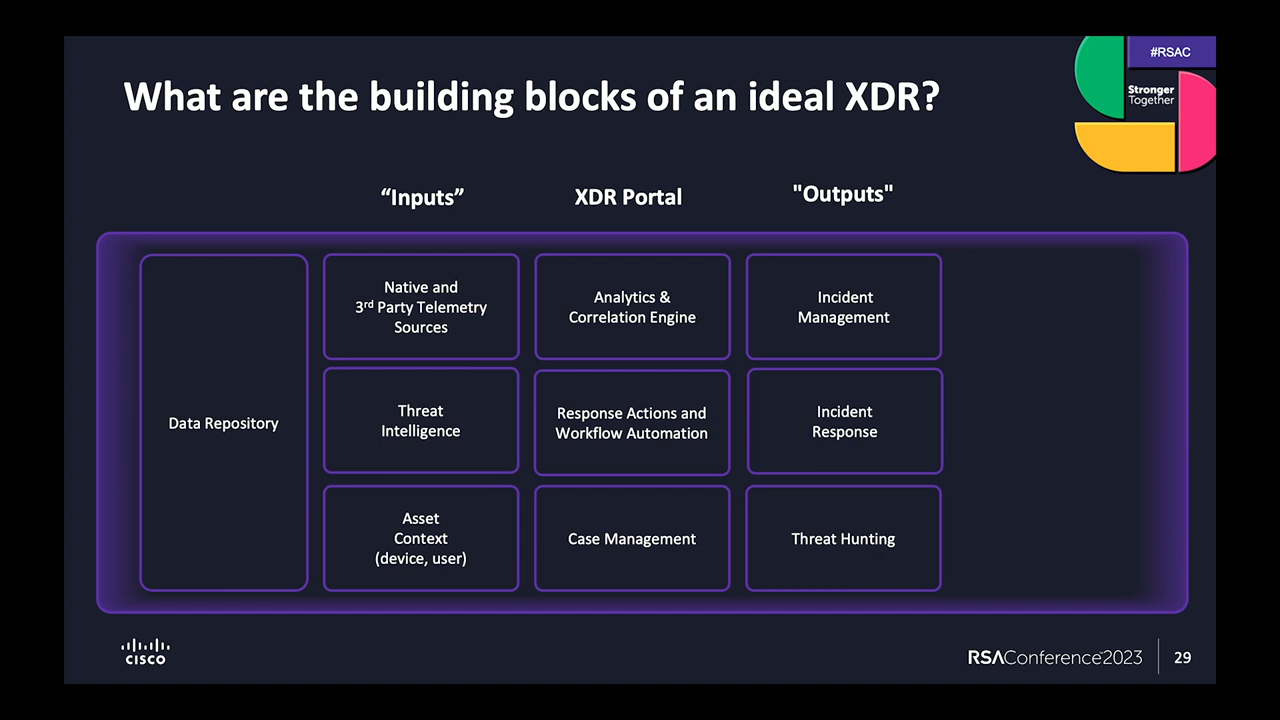 #RSAC
Stronger
Together
What are the building blocks of an ideal XDR?
“Inputs”
XDR Portal
"Outputs"
Data Repository
Native and
3rd Party Telemetry
Sources
Analytics &
Correlation Engine
Incident
Management
Threat
Intelligence
Response Actions and
Workflow Automation
Incident
Response
Asset
Context
(device, user)
Case Management
Threat Hunting
CISCO
RSAConference™2023
29